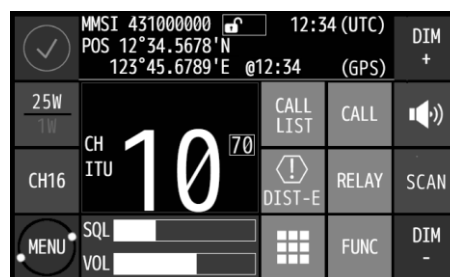 MMSI 431000000 12:34(UTC)
POS 12°34.5678'N
123°45.6789'E @12:34 (GPS)
DIM
+
25W
1W
CH
ITU
10
70
CALL
LIST
CALL
CH16
DIST-E
RELAY
SCAN
MENU
SQL
VOL
FUNC
DIM
-